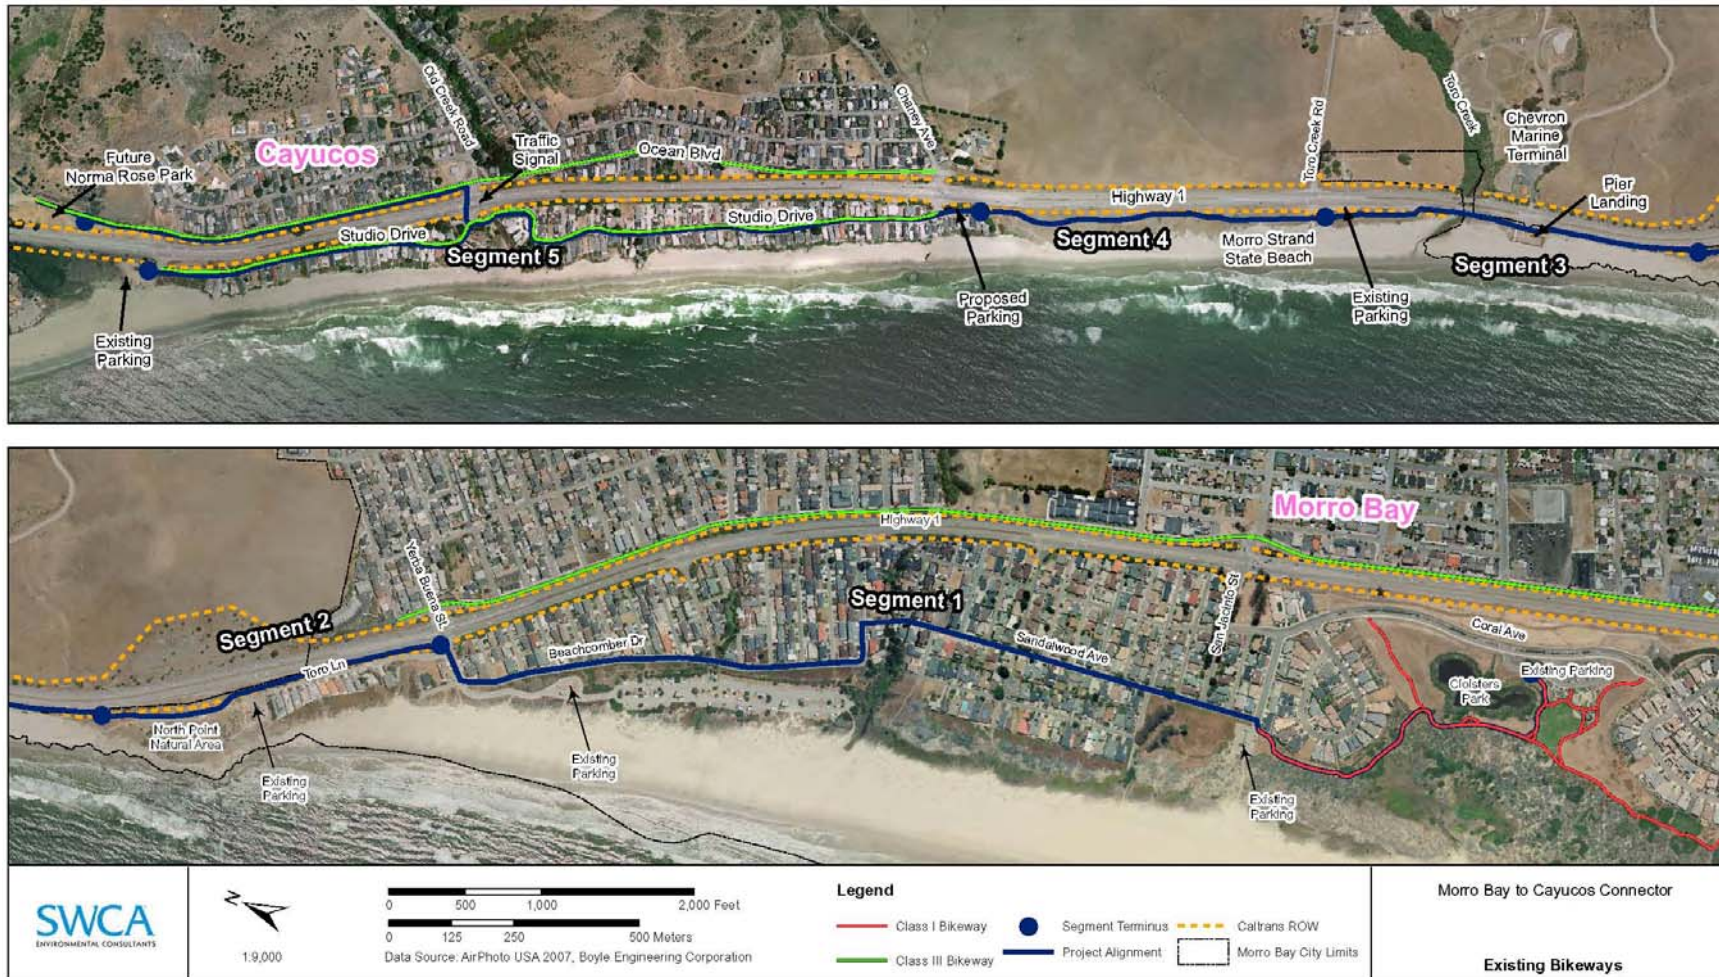 Future
Norma Rose Park
Cayucos
Old Creek Road
Traffic
Signal
Ocean Blvd
Chaney Ave
Toro Creek Rd
Toro Creek
Chevron
Marine
Terminal
Highway 1
Pier
Landing
Studio Drive
Studio Drive
Segment 5
Segment 4
Morro Strand
State Beach
Segment 3
Existing
Parking
Proposed
Parking
Existing
Parking
Morro Bay
Highway 1
Yerba Buena St.
Segment 2
Segment 1
San Jacinto St
Coral Ave
Toro Ln
Beachcomber Dr
Sandalwood Ave
Existing Parking
Cloisters
Park
North Point
Natural Area
Existing
Parking
Existing
Parking
Existing
Parking
SWCA
ENVIRONMENTAL CONSULTANTS
N
1:9,000
0 500 1,000 2,000 Feet
0 125 250 500 Meters
Data Source: AirPhoto USA 2007, Boyle Engineering Corporation
Legend
Class I Bikeway
Class III Bikeway
Segment Terminus
Project Alignment
Caltrans ROW
Morro Bay City Limits
Morro Bay to Cayucos Connector
Existing Bikeways